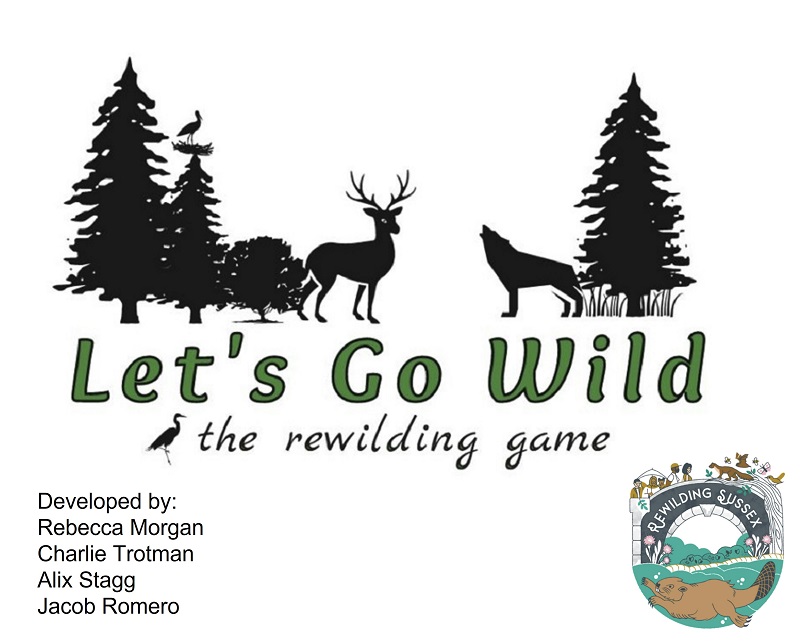 Let's Go Wild
the rewilding game
Developed by:
Rebecca Morgan
Charlie Trotman
Alix Stagg
Jacob Romero
REWILDING SUSSEX